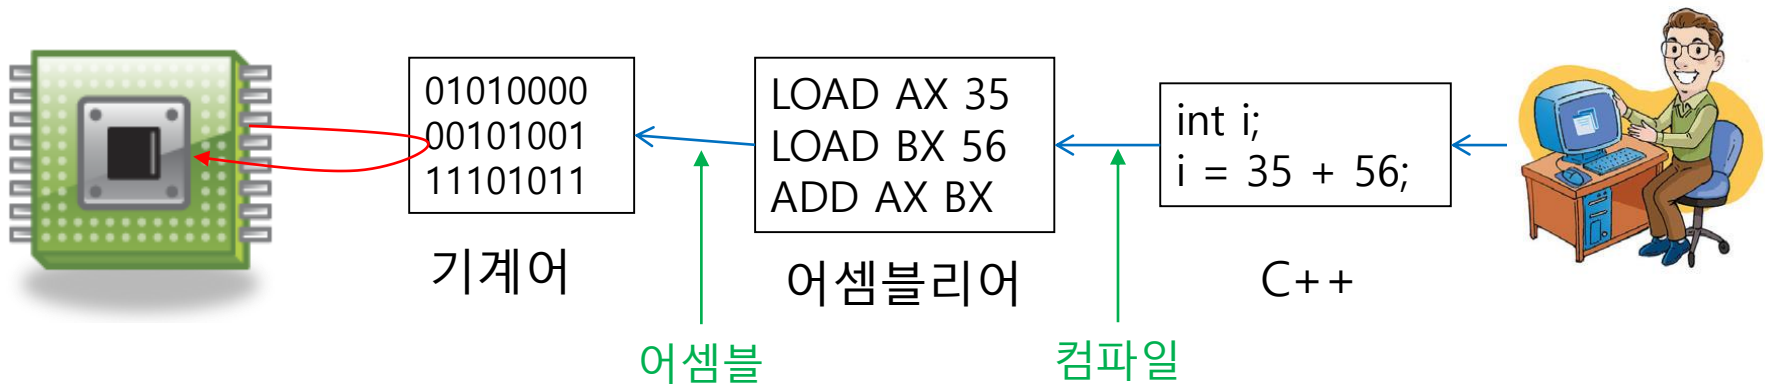 01010000
00101001
11101011
기계어
어셈블
LOAD AX 35
LOAD BX 56
ADD AX BX
어셈블리어
컴파일
int i;
i = 35 + 56;
C++